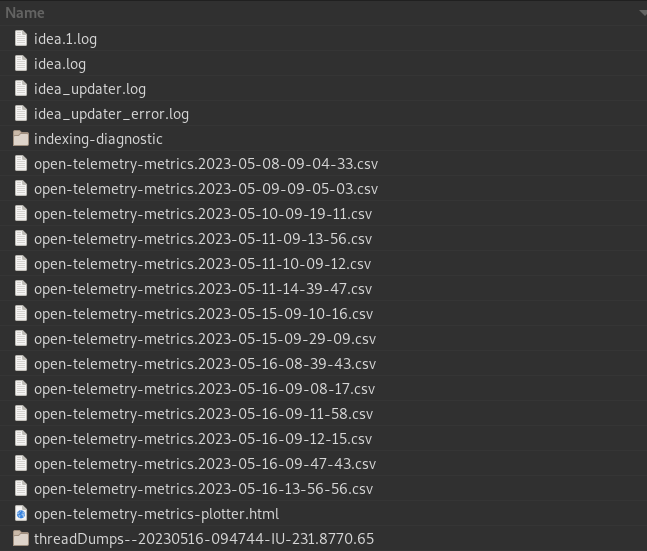 Name
idea.1.log
idea.log
idea_updater.log
idea_updater_error.log
indexing-diagnostic
open-telemetry-metrics.2023-05-08-09-04-33.csv
open-telemetry-metrics.2023-05-09-09-05-03.csv
open-telemetry-metrics.2023-05-10-09-19-11.csv
open-telemetry-metrics.2023-05-11-09-13-56.csv
open-telemetry-metrics.2023-05-11-10-09-12.csv
open-telemetry-metrics.2023-05-11-14-39-47.csv
open-telemetry-metrics.2023-05-15-09-10-16.csv
open-telemetry-metrics.2023-05-15-09-29-09.csv
open-telemetry-metrics.2023-05-16-08-39-43.csv
open-telemetry-metrics.2023-05-16-09-08-17.csv
open-telemetry-metrics.2023-05-16-09-11-58.csv
open-telemetry-metrics.2023-05-16-09-12-15.csv
open-telemetry-metrics.2023-05-16-09-47-43.csv
open-telemetry-metrics.2023-05-16-13-56-56.csv
open-telemetry-metrics-plotter.html
threadDumps--20230516-094744-IU-231.8770.65